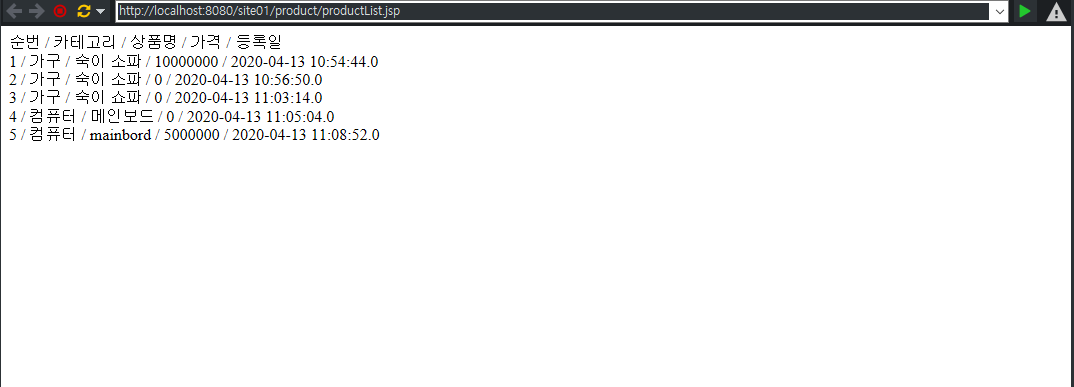 http://localhost:8080/site01/product/productList.jsp
순번 / 카테고리 / 상품명 / 가격 / 등록일
1 / 가구 / 숙이 소파 / 10000000 / 2020-04-13 10:54:44.0
2 / 가구 / 숙이 소파 / 0 / 2020-04-13 10:56:50.0
3 / 가구 / 숙이 쇼파 / 0 / 2020-04-13 11:03:14.0
4 / 컴퓨터 / 메인보드 / 0 / 2020-04-13 11:05:04.0
5 / 컴퓨터 / mainbord / 5000000 / 2020-04-13 11:08:52.0